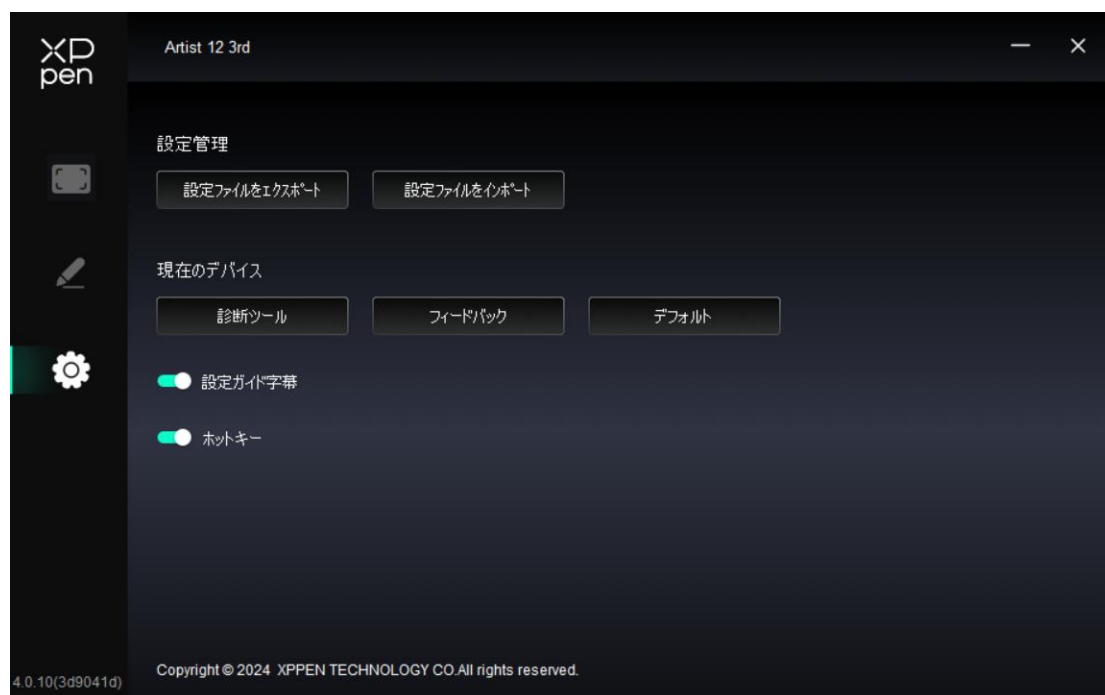 XP
pen
Artist 12 3rd
設定管理
設定ファイルをエクスポート
設定ファイルをインポート
現在のデバイス
診断ツール
フィードバック
デフォルト
設定ガイド字幕
ホットキー
Copyright © 2024 XPPEN TECHNOLOGY CO.All rights reserved.
4.0.10(3d9041d)